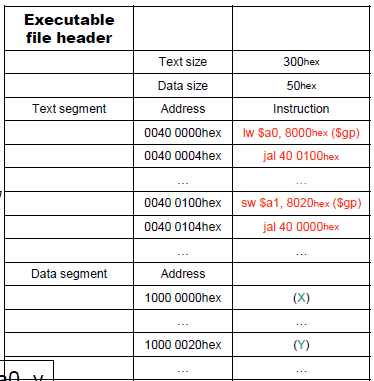 Executable
file header
Text size 300hex
Data size 50hex
Text segment Address Instruction
0040 0000hex lw $a0, 8000hex ($gp)
0040 0004hex jal 40 0100hex
... ...
0040 0100hex sw $a1, 8020hex ($gp)
0040 0104hex jal 40 0000hex
... ...
Data segment Address
1000 0000hex (X)
... ...
1000 0020hex (Y)
... ...